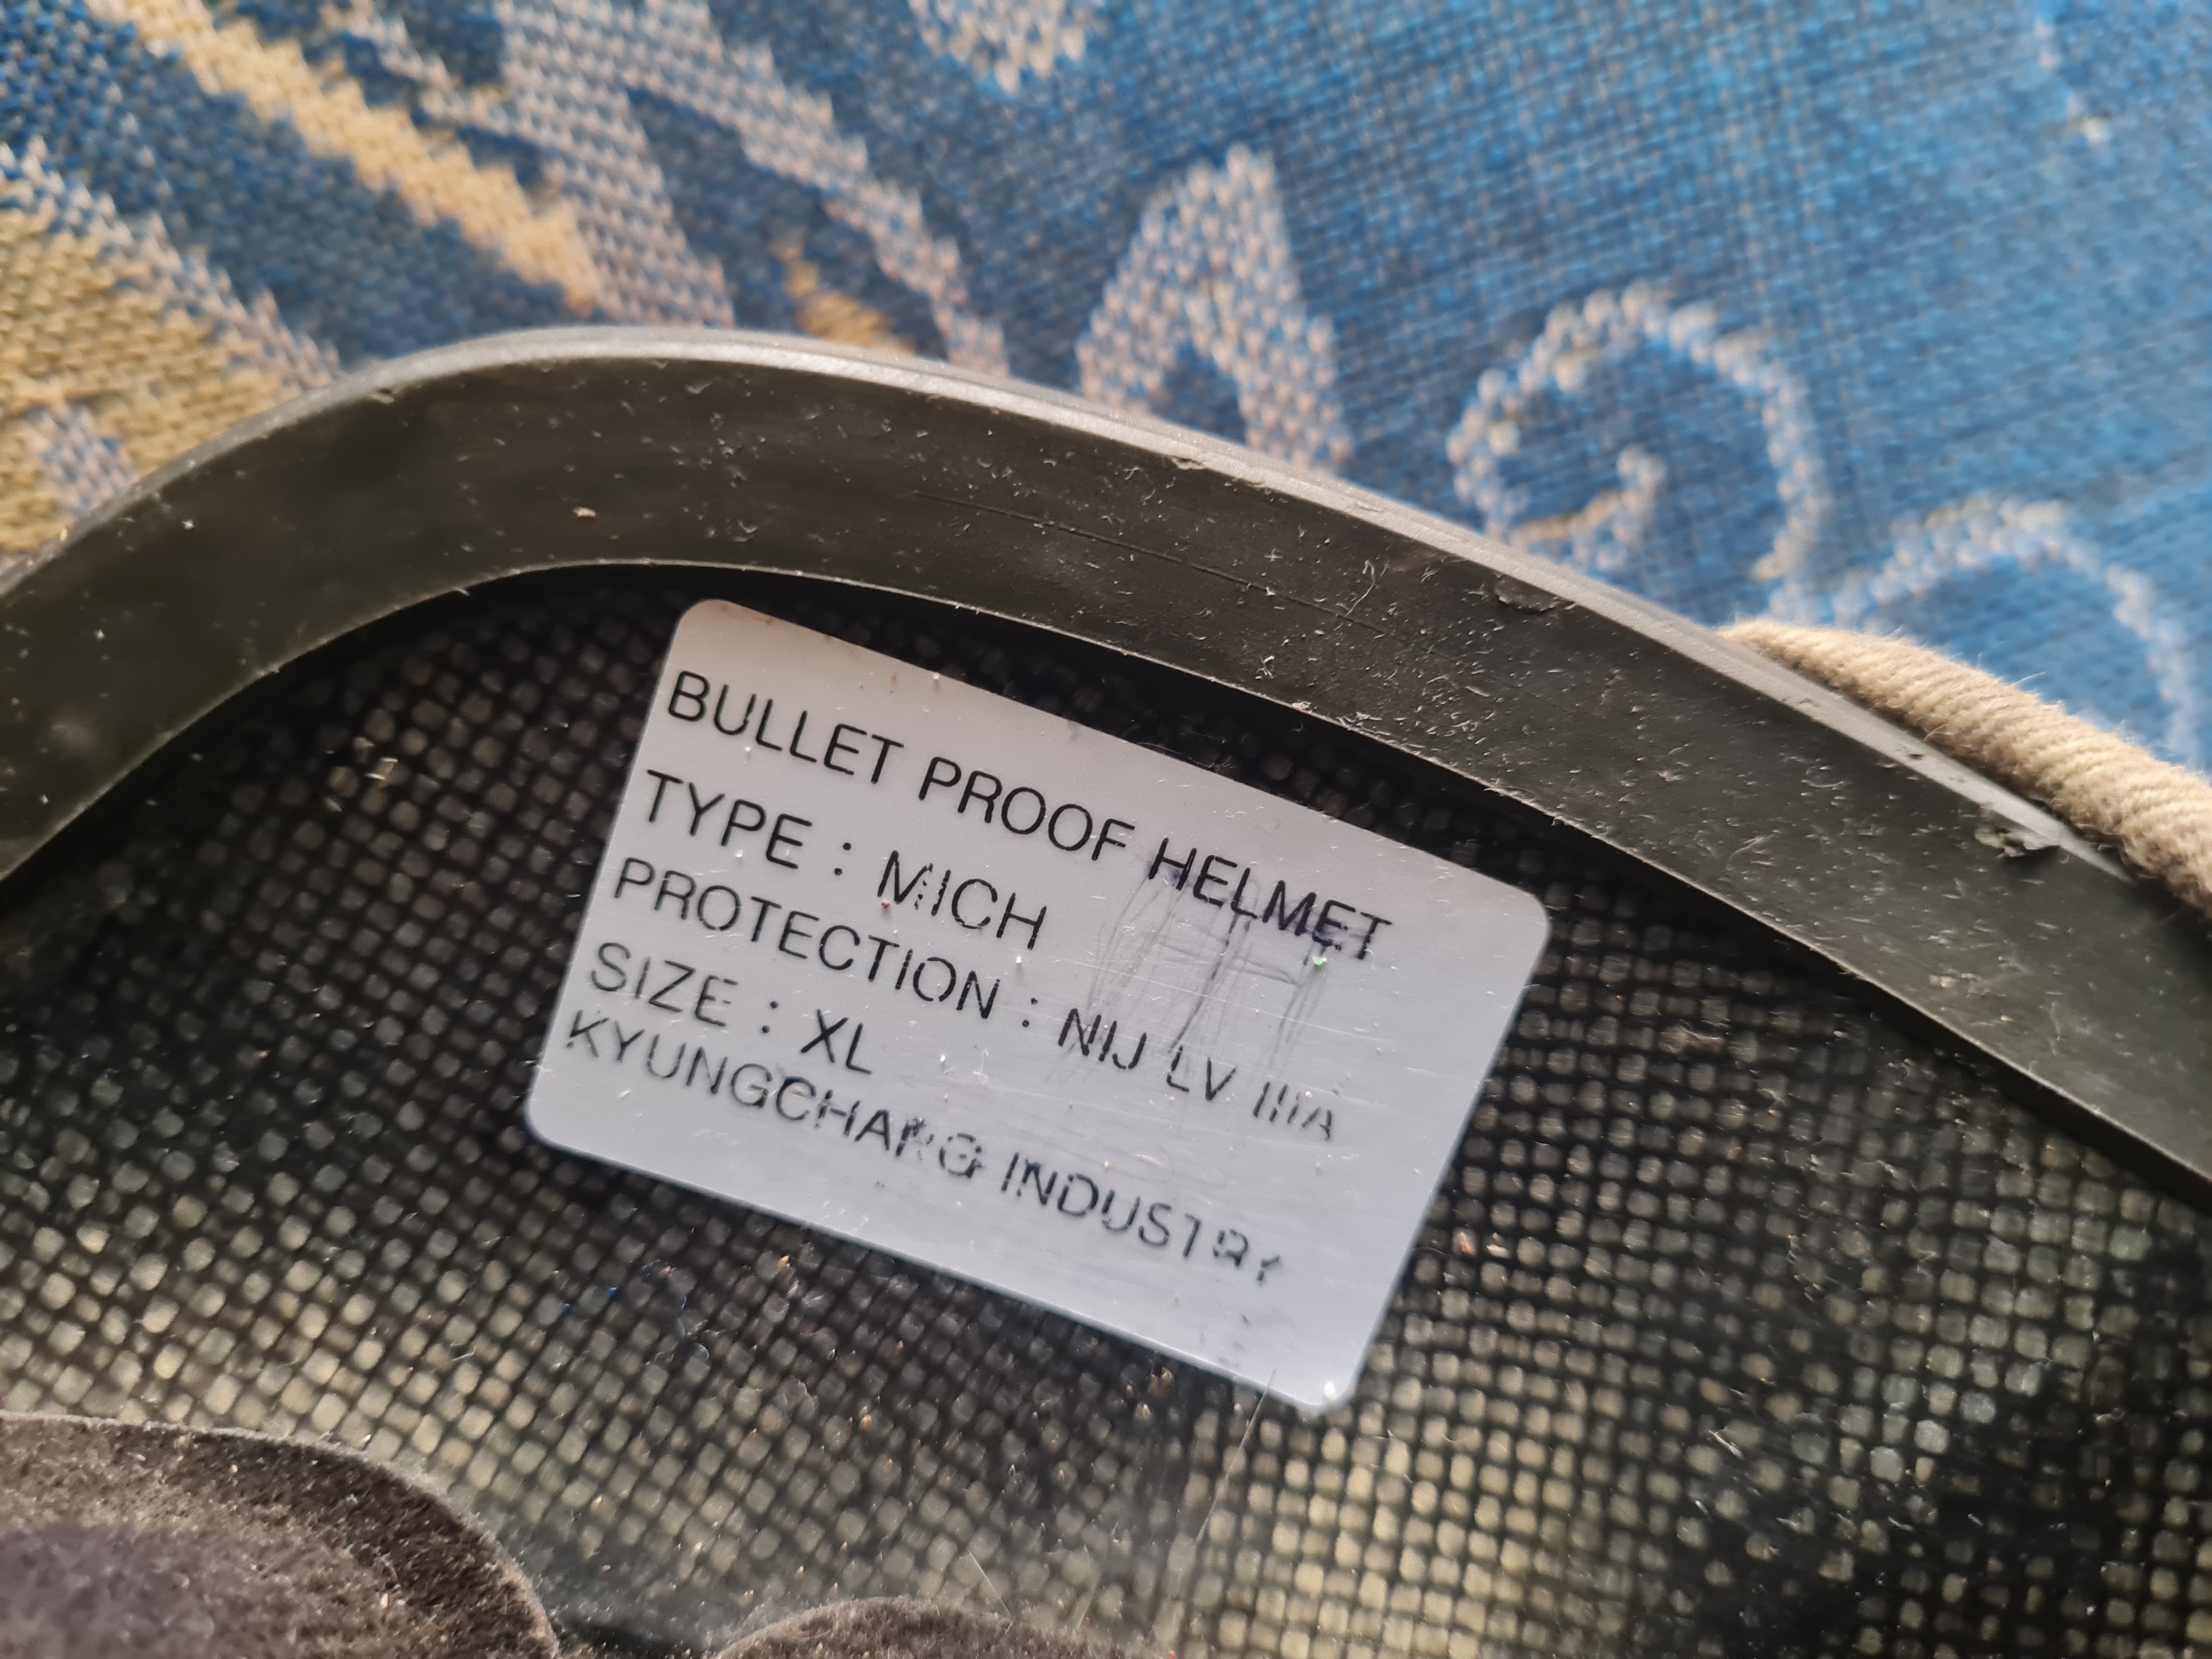 BULLET PROOF HELMET
TYPE : MICH
PROTECTION : NIJ LV IIIA
SIZE : XL
KYUNGCHANG INDUSTRY